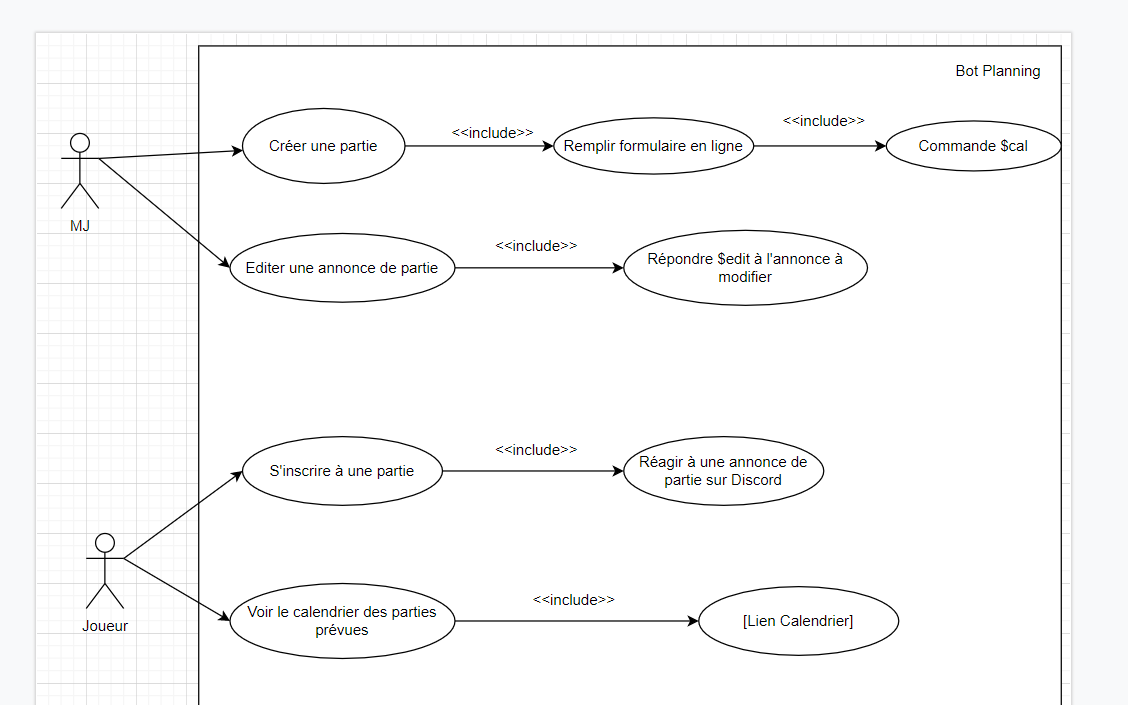 Bot Planning
<<include>>
<<include>>
Créer une partie
Remplir formulaire en ligne
Commande $cal
MJ
<<include>>
Editer une annonce de partie
Répondre $edit à l'annonce à
modifier
<<include>>
S'inscrire à une partie
Réagir à une annonce de
partie sur Discord
Joueur
<<include>>
Voir le calendrier des parties
prévues
[Lien Calendrier]